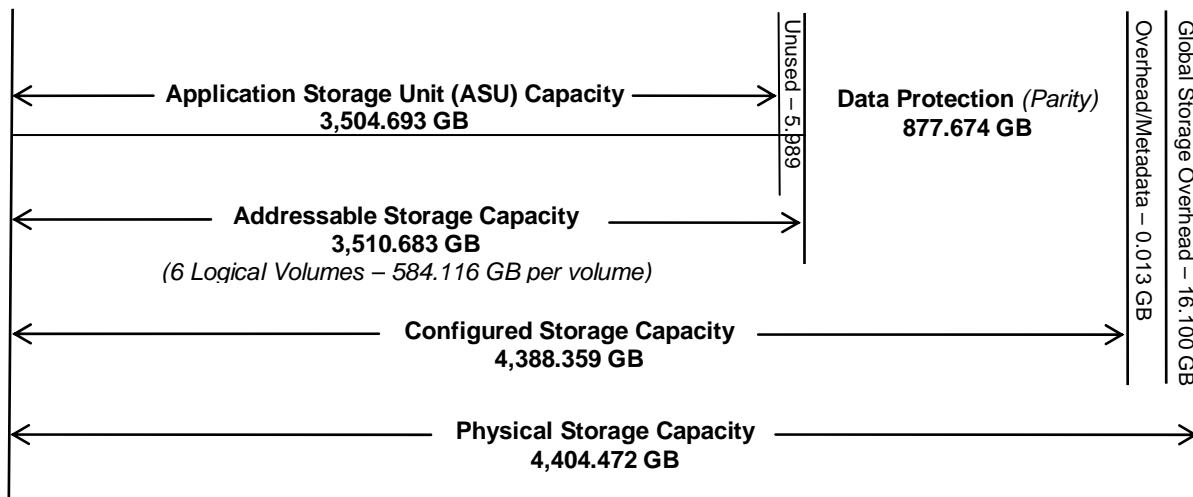 Application Storage Unit (ASU) Capacity
3,504.693 GB
Unused – 5.989
Data Protection (Parity)
877.674 GB
Overhead/Metadata – 0.013 GB
Global Storage Overhead – 16.100 GB
Addressable Storage Capacity
3,510.683 GB
(6 Logical Volumes – 584.116 GB per volume)
Configured Storage Capacity
4,388.359 GB
Physical Storage Capacity
4,404.472 GB